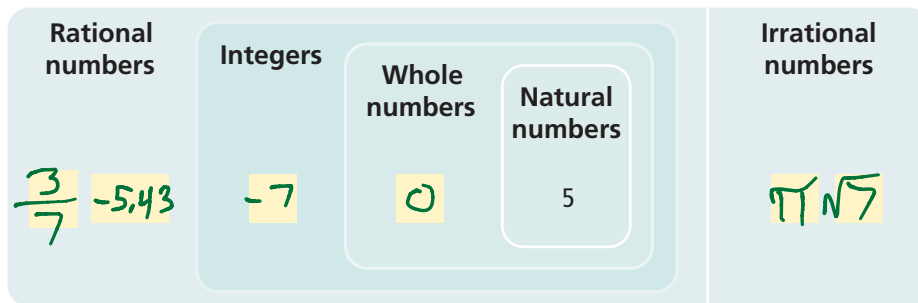 Rational numbers
Integers
Whole numbers
Natural numbers
Irrational numbers
3/7 -5,43 -7 0 5 π √7